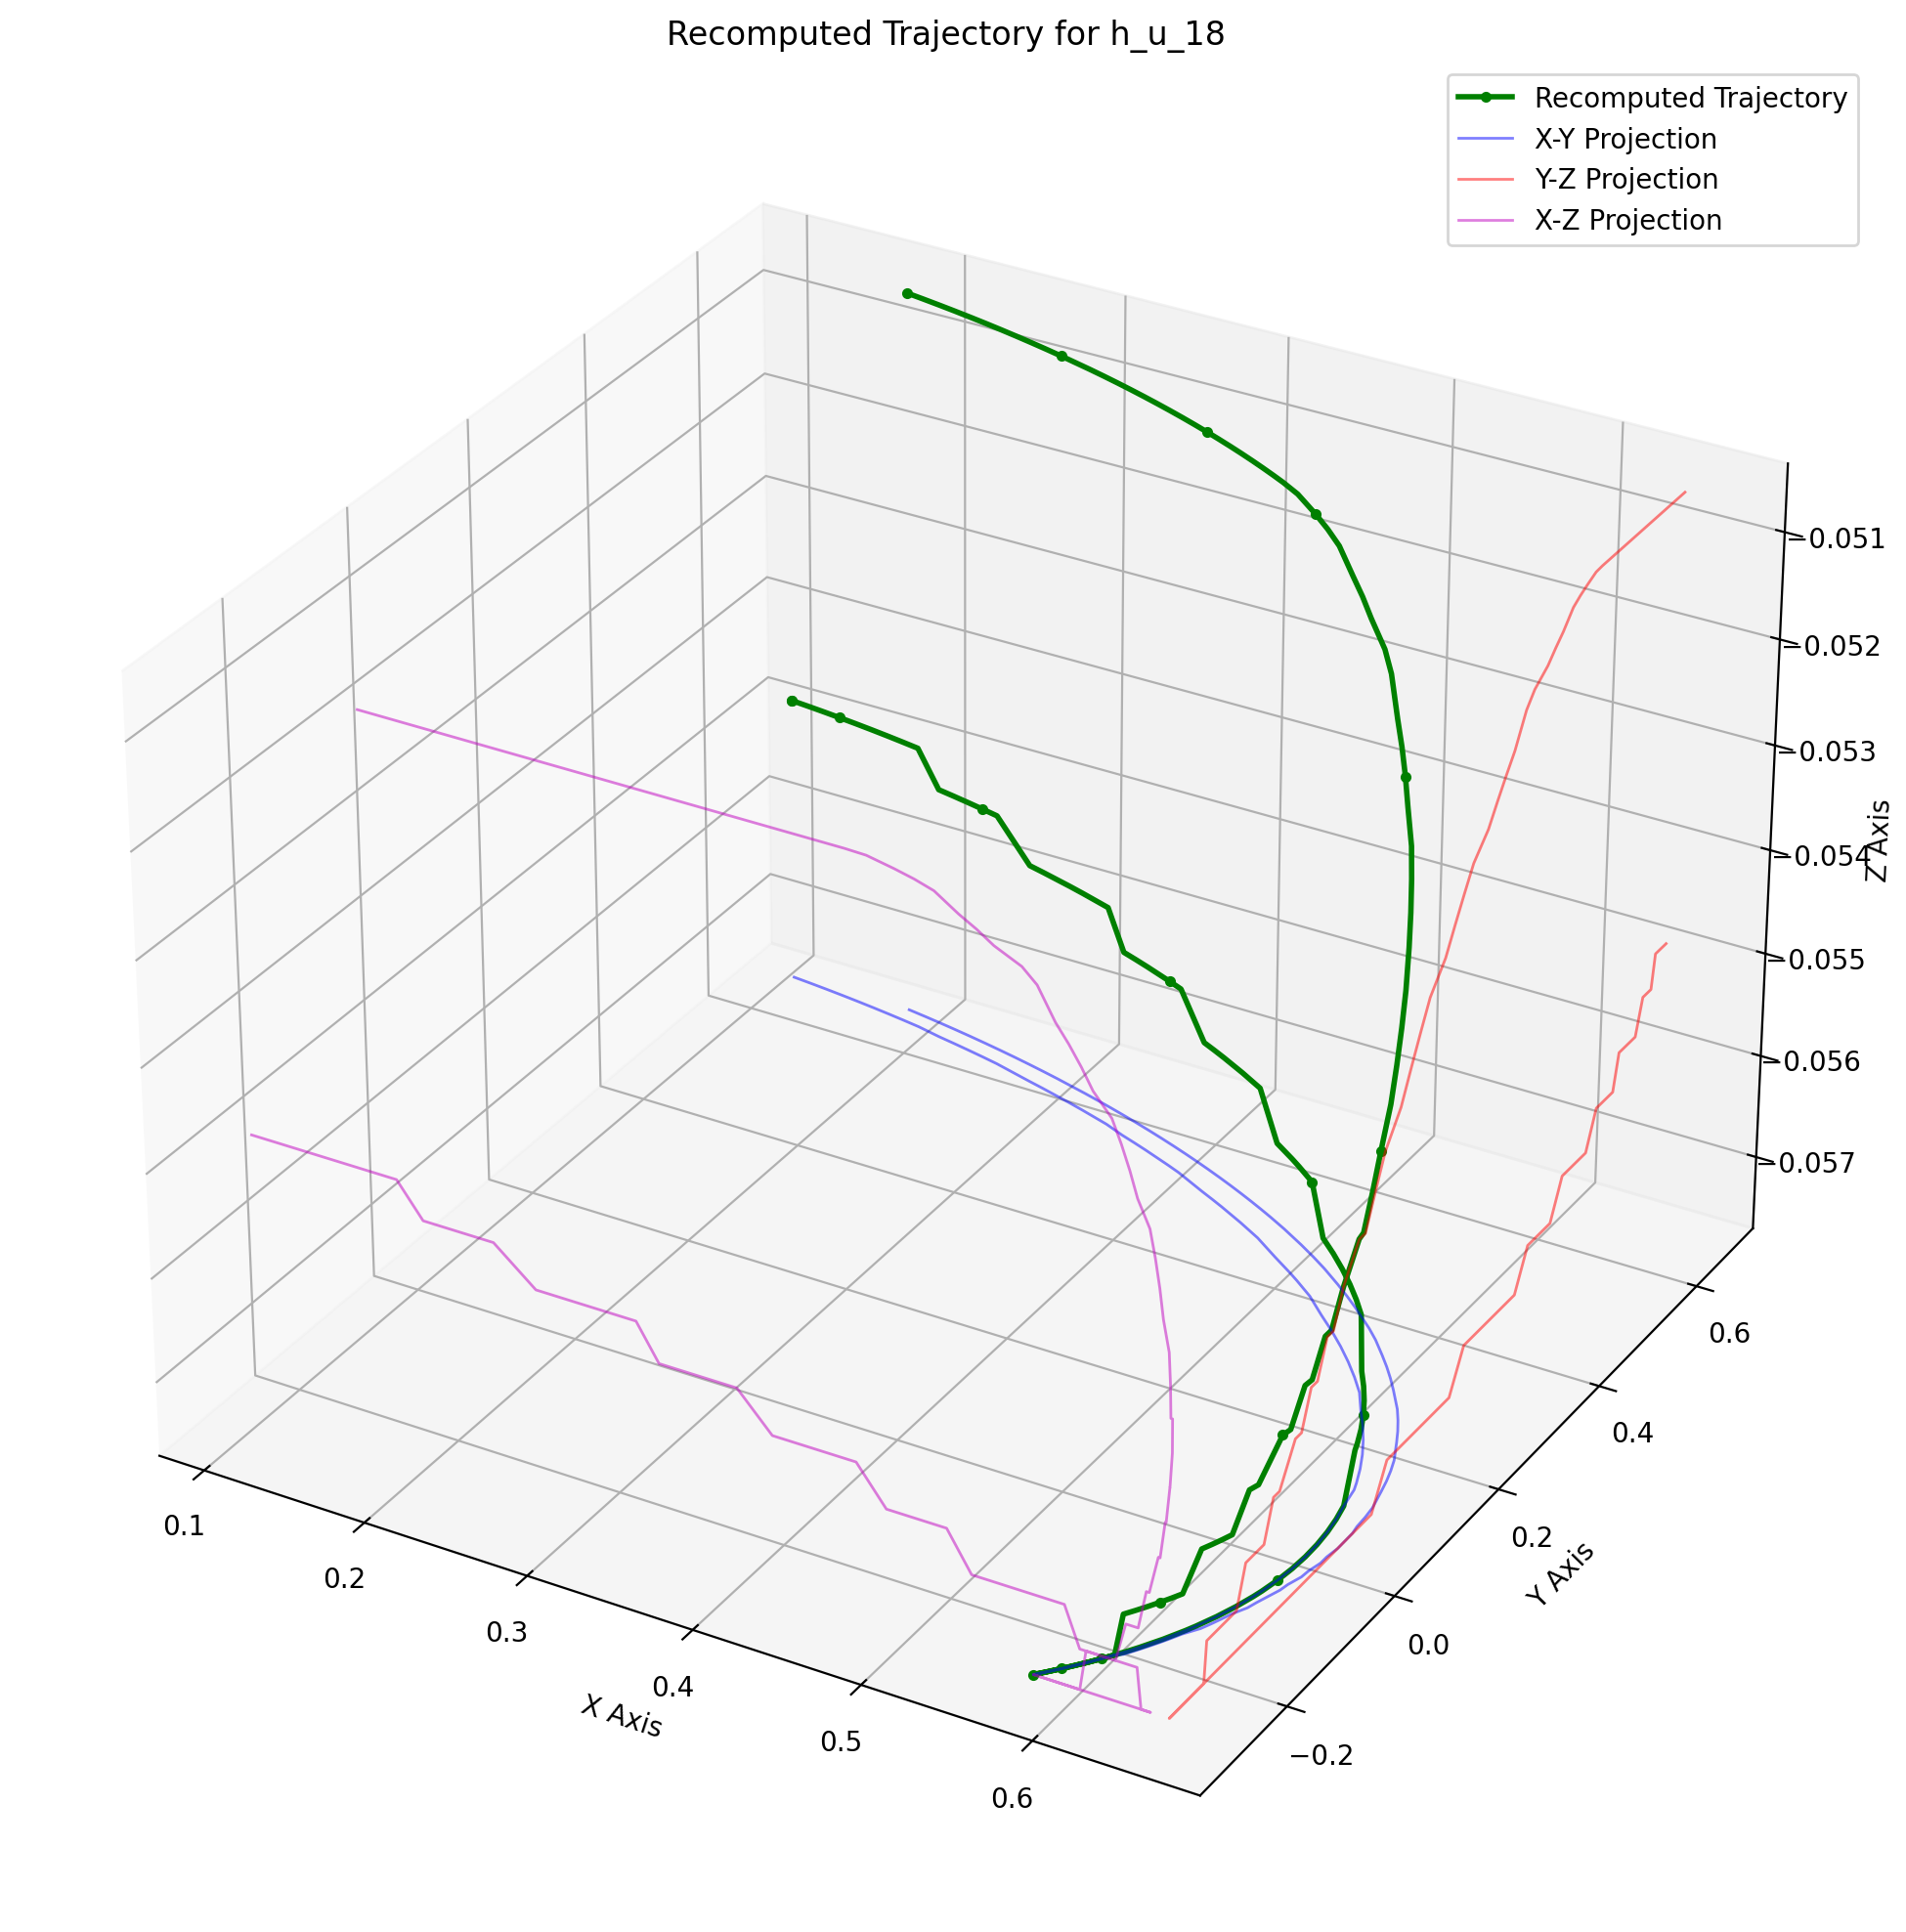 Recomputed Trajectory for h_u_18
Recomputed Trajectory
X-Y Projection
Y-Z Projection
X-Z Projection
−0.051
−0.052
−0.053
−0.054
−0.055
−0.056
−0.057
Z Axis
0.6
0.4
0.2
0.0
−0.2
Y Axis
0.1
0.2
0.3
0.4
0.5
0.6
X Axis